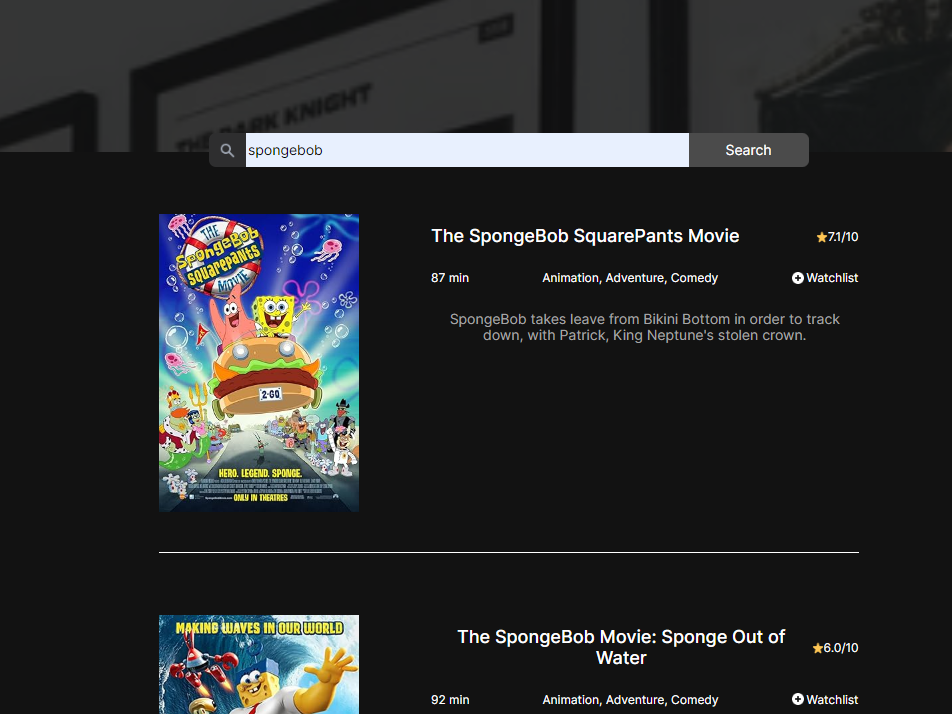 THE DARK KNIGHT
spongebob
Search
THE
SpongeBob
SQUAREPANTS
MOVIE
2-GO
HERO. LEGEND. SPONGE.
ONLY IN THEATRES
The SpongeBob SquarePants Movie
7.1/10
87 min
Animation, Adventure, Comedy
Watchlist
SpongeBob takes leave from Bikini Bottom in order to track
down, with Patrick, King Neptune's stolen crown.
MAKING WAVES IN OUR WORLD
The SpongeBob Movie: Sponge Out of
Water
6.0/10
92 min
Animation, Adventure, Comedy
Watchlist